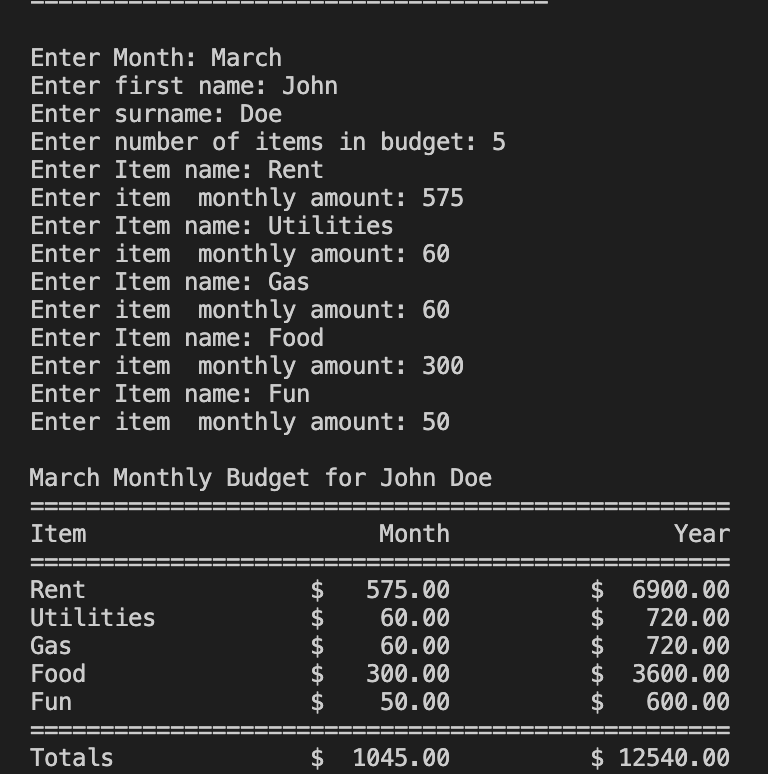 =====================================
Enter Month: March
Enter first name: John
Enter surname: Doe
Enter number of items in budget: 5
Enter Item name: Rent
Enter item  monthly amount: 575
Enter Item name: Utilities
Enter item  monthly amount: 60
Enter Item name: Gas
Enter item  monthly amount: 60
Enter Item name: Food
Enter item  monthly amount: 300
Enter Item name: Fun
Enter item  monthly amount: 50

March Monthly Budget for John Doe
==================================================
Item                     Month                Year
==================================================
Rent                $   575.00          $  6900.00
Utilities           $    60.00          $   720.00
Gas                 $    60.00          $   720.00
Food                $   300.00          $  3600.00
Fun                 $    50.00          $   600.00
==================================================
Totals              $  1045.00          $ 12540.00